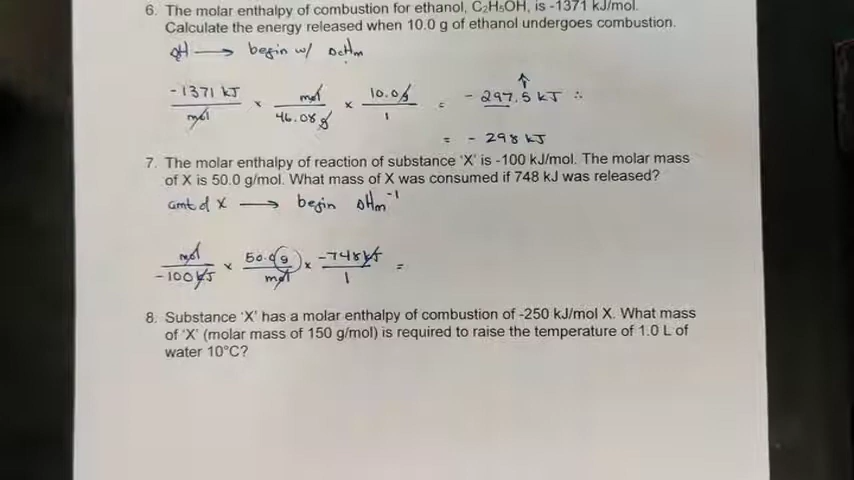 6. The molar enthalpy of combustion for ethanol, C₂H₅OH, is -1371 kJ/mol.
Calculate the energy released when 10.0 g of ethanol undergoes combustion.
ΔH → begin w/ ΔcHm
-1371 kJ / mol × mol / 46.08 g × 10.0 g / 1 = - 297.5 kJ ∴
= - 298 kJ
7. The molar enthalpy of reaction of substance 'X' is -100 kJ/mol. The molar mass
of X is 50.0 g/mol. What mass of X was consumed if 748 kJ was released?
amt of X → begin ΔHm⁻¹
mol / -100 kJ × 50.0 g / mol × -748 kJ / 1 =
8. Substance 'X' has a molar enthalpy of combustion of -250 kJ/mol X. What mass
of 'X' (molar mass of 150 g/mol) is required to raise the temperature of 1.0 L of
water 10°C?